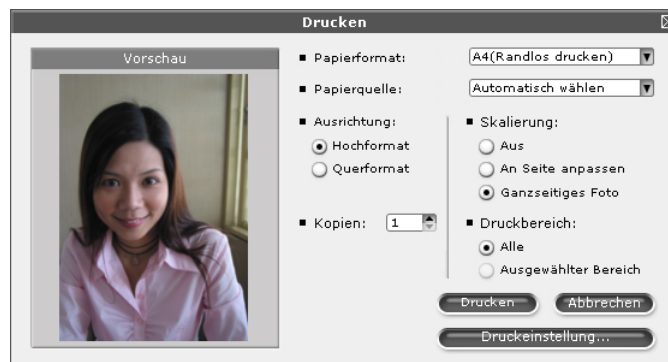 Drucken
Vorschau
Papierformat:
A4(Randlos drucken)
Papierquelle:
Automatisch wählen
Ausrichtung:
Hochformat
Querformat
Kopien:
1
Skalierung:
Aus
An Seite anpassen
Ganzseitiges Foto
Druckbereich:
Alle
Ausgewählter Bereich
Drucken
Abbrechen
Druckeinstellung...